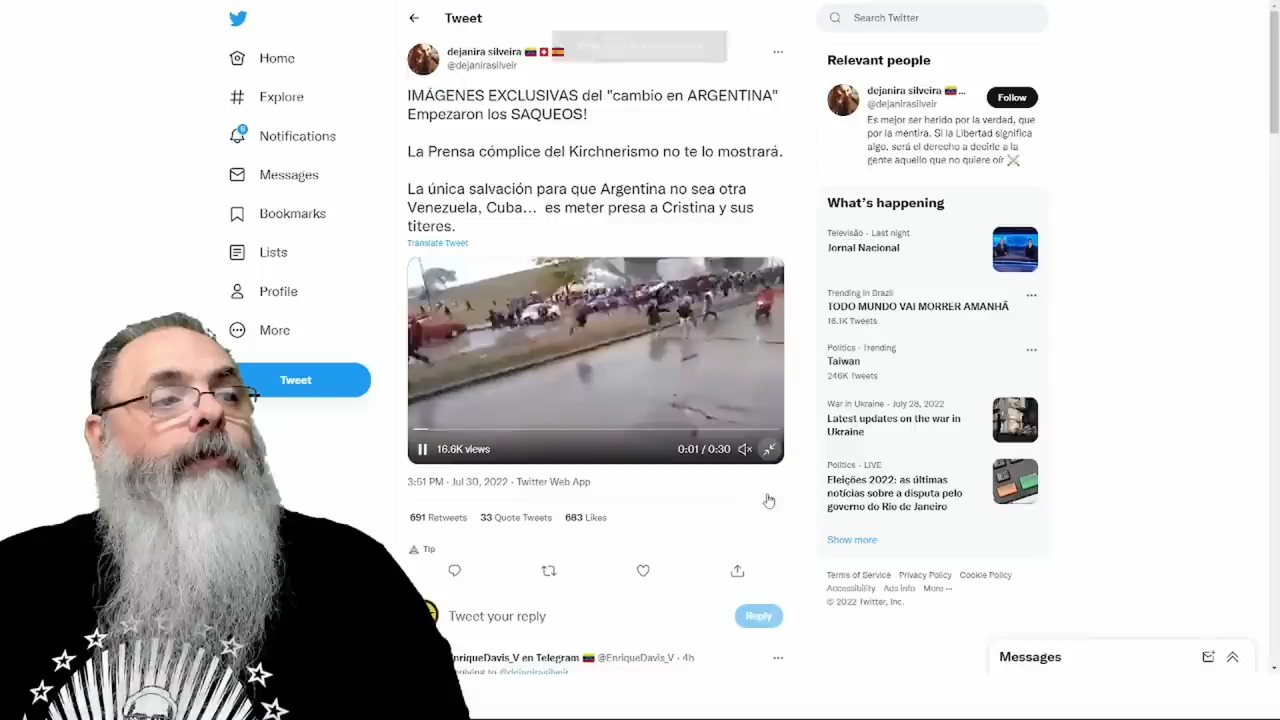 Home
Explore
6
Notifications
Messages
Bookmarks
Lists
Profile
More
Tweet
Tweet
dejanira silveira
@dejanirasilveir
IMÁGENES EXCLUSIVAS del "cambio en ARGENTINA"
Empezaron los SAQUEOS!
La Prensa cómplice del Kirchnerismo no te lo mostrará.
La única salvación para que Argentina no sea otra
Venezuela, Cuba... es meter presa a Cristina y sus
titeres.
Translate Tweet
16.6K views
0:01 / 0:30
3:51 PM · Jul 30, 2022 · Twitter Web App
691 Retweets 33 Quote Tweets 683 Likes
Tip
Tweet your reply
Reply
EnriqueDavis_V en Telegram @EnriqueDavis_V · 4h
eplying to @dejanirasilveir
Search Twitter
Relevant people
dejanira silveira ...
@dejanirasilveir
Follow
Es mejor ser herido por la verdad, que
por la mentira. Si la Libertad significa
algo, será el derecho a decirle a la
gente aquello que no quiere oír
What's happening
Televisão · Last night
Jornal Nacional
Trending in Brazil
TODO MUNDO VAI MORRER AMANHÃ
16.1K Tweets
Politics · Trending
Taiwan
246K Tweets
War in Ukraine · July 28, 2022
Latest updates on the war in
Ukraine
Politics · LIVE
Eleições 2022: as últimas
notícias sobre a disputa pelo
governo do Rio de Janeiro
Show more
Terms of Service Privacy Policy Cookie Policy
Accessibility Ads info More ...
© 2022 Twitter, Inc.
Messages